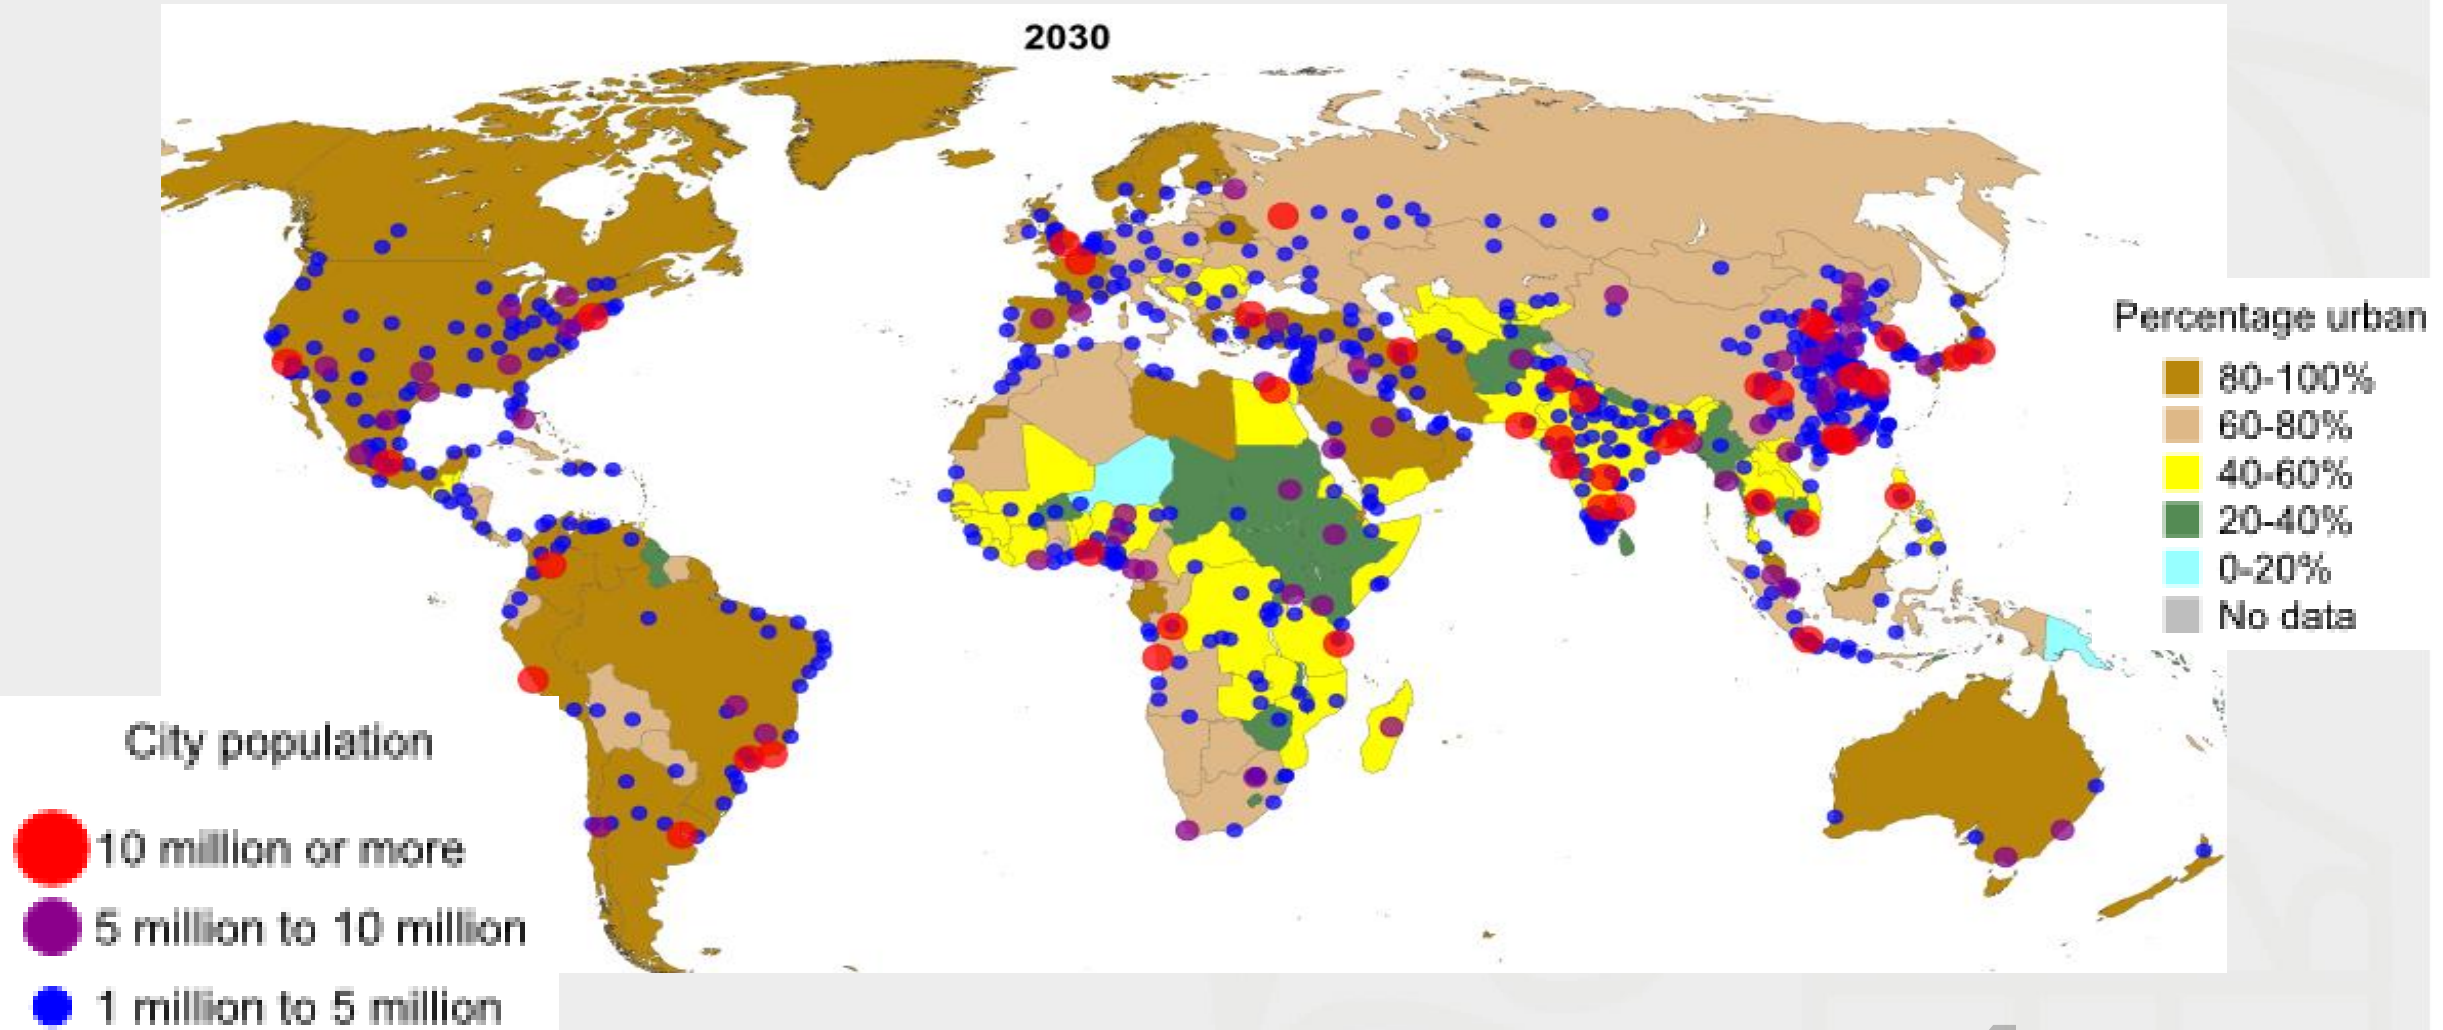 2030
Percentage urban
80-100%
60-80%
40-60%
20-40%
0-20%
No data
City population
10 million or more
5 million to 10 million
1 million to 5 million